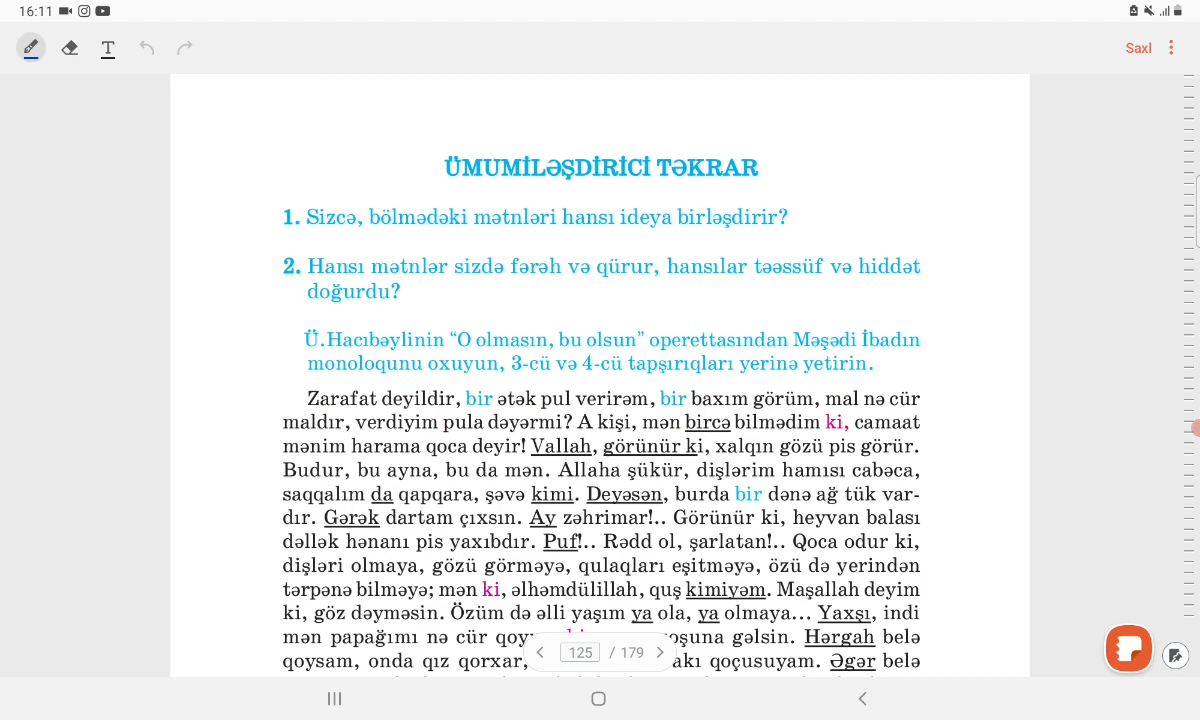 16:11
Saxl
ÜMUMİLƏŞDİRİCİ TƏKRAR
1. Sizcə, bölmədəki mətnləri hansı ideya birləşdirir?
2. Hansı mətnlər sizdə fərəh və qürur, hansılar təəssüf və hiddət
doğurdu?
Ü.Hacıbəylinin “O olmasın, bu olsun” operettasından Məşədi İbadın
monoloqunu oxuyun, 3-cü və 4-cü tapşırıqları yerinə yetirin.
Zarafat deyildir, bir ətək pul verirəm, bir baxım görüm, mal nə cür
maldır, verdiyim pula dəyərmi? A kişi, mən bircə bilmədim ki, camaat
mənim harama qoca deyir! Vallah, görünür ki, xalqın gözü pis görür.
Budur, bu ayna, bu da mən. Allaha şükür, dişlərim hamısı cabəca,
saqqalım da qapqara, şəvə kimi. Deyəsən, burda bir dənə ağ tük var-
dır. Gərək dartam çıxsın. Ay zəhrimar!.. Görünür ki, heyvan balası
dəllək hənanı pis yaxıbdır. Puf!.. Rədd ol, şarlatan!.. Qoca odur ki,
dişləri olmaya, gözü görməyə, qulaqları eşitməyə, özü də yerindən
tərpənə bilməyə; mən ki, əlhəmdülillah, quş kimiyəm. Maşallah deyim
ki, göz dəyməsin. Özüm də əlli yaşım ya ola, ya olmaya... Yaxşı, indi
mən papağımı nə cür gəlsin. Hərgah belə
qoysam, onda qız qorxar, qoçusuyam. Əgər belə
125 / 179